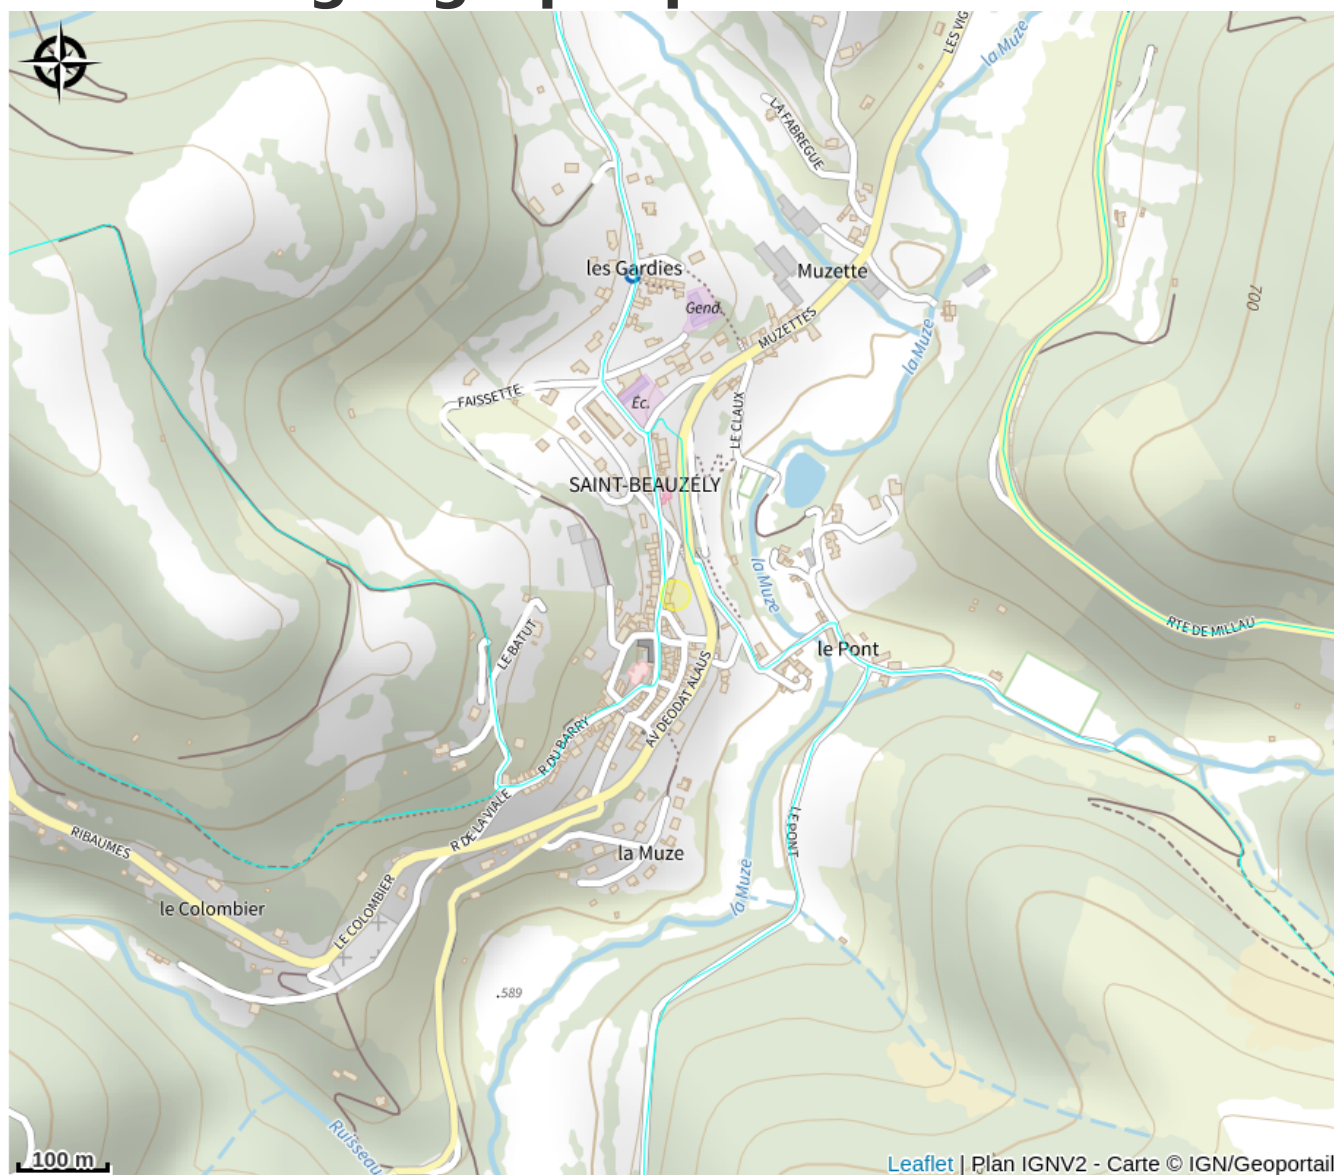 LES VIG
la Muze
LA FABREGUE
les Gardies
Muzette
700
Gend.
MUZETTES
la Muze
FAISSETTE
Éc.
LE CLAUX
SAINT-BEAUZÉLY
la Muze
RTE DE MILLAU
LE BATUT
le Pont
AV DEODAT ALAUS
R DU BARRY
R DE LA VIALE
LE PONT
RIBAUMES
la Muze
la Muze
le Colombier
LE COLOMBIER
.589
Ruisseau
100 m
Leaflet | Plan IGNV2 - Carte © IGN/Geoportail